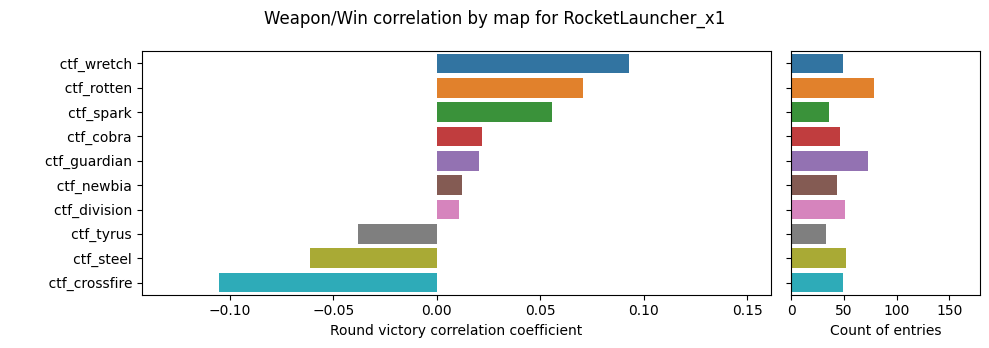 Weapon/Win correlation by map for RocketLauncher_x1
ctf_wretch
ctf_rotten
ctf_spark
ctf_cobra
ctf_guardian
ctf_newbia
ctf_division
ctf_tyrus
ctf_steel
ctf_crossfire
−0.10 −0.05 0.00 0.05 0.10 0.15
Round victory correlation coefficient
0 50 100 150
Count of entries